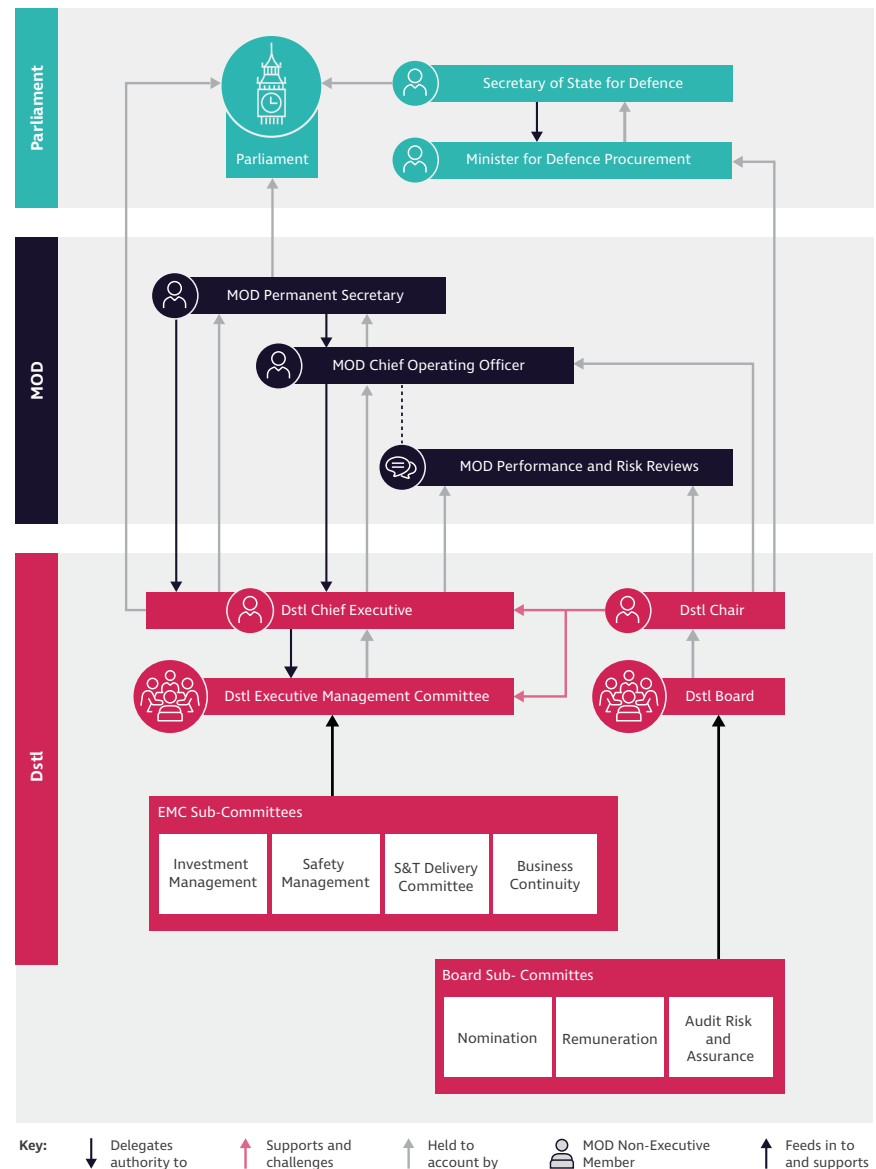 Parliament
Parliament
Secretary of State for Defence
Minister for Defence Procurement
MOD
MOD Permanent Secretary
MOD Chief Operating Officer
MOD Performance and Risk Reviews
Dstl
Dstl Chief Executive
Dstl Chair
Dstl Executive Management Committee
Dstl Board
EMC Sub-Committees
Investment
Management
Safety
Management
S&T Delivery
Committee
Business
Continuity
Board Sub- Committes
Nomination
Remuneration
Audit Risk
and
Assurance
Key:
Delegates
authority to
Supports and
challenges
Held to
account by
MOD Non-Executive
Member
Feeds in to
and supports